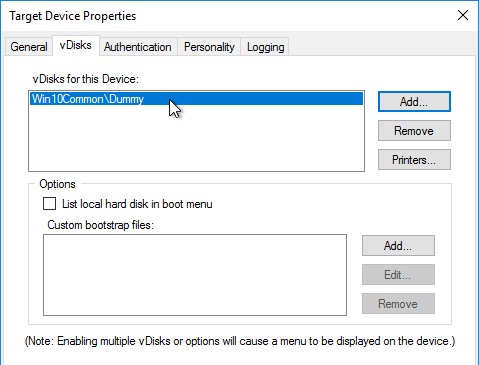 Target Device Properties
General vDisks Authentication Personality Logging
vDisks for this Device:
Win10Common\Dummy
Add...
Remove
Printers...
Options
List local hard disk in boot menu
Custom bootstrap files:
Add...
Edit...
Remove
(Note: Enabling multiple vDisks or options will cause a menu to be displayed on the device.)